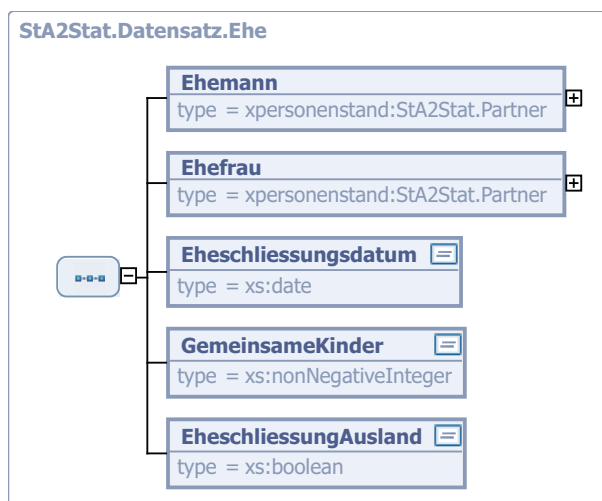 StA2Stat.Datensatz.Ehe
Ehemann
type = xpersonenstand:StA2Stat.Partner
Ehefrau
type = xpersonenstand:StA2Stat.Partner
Eheschliessungsdatum
type = xs:date
GemeinsameKinder
type = xs:nonNegativeInteger
EheschliessungAusland
type = xs:boolean